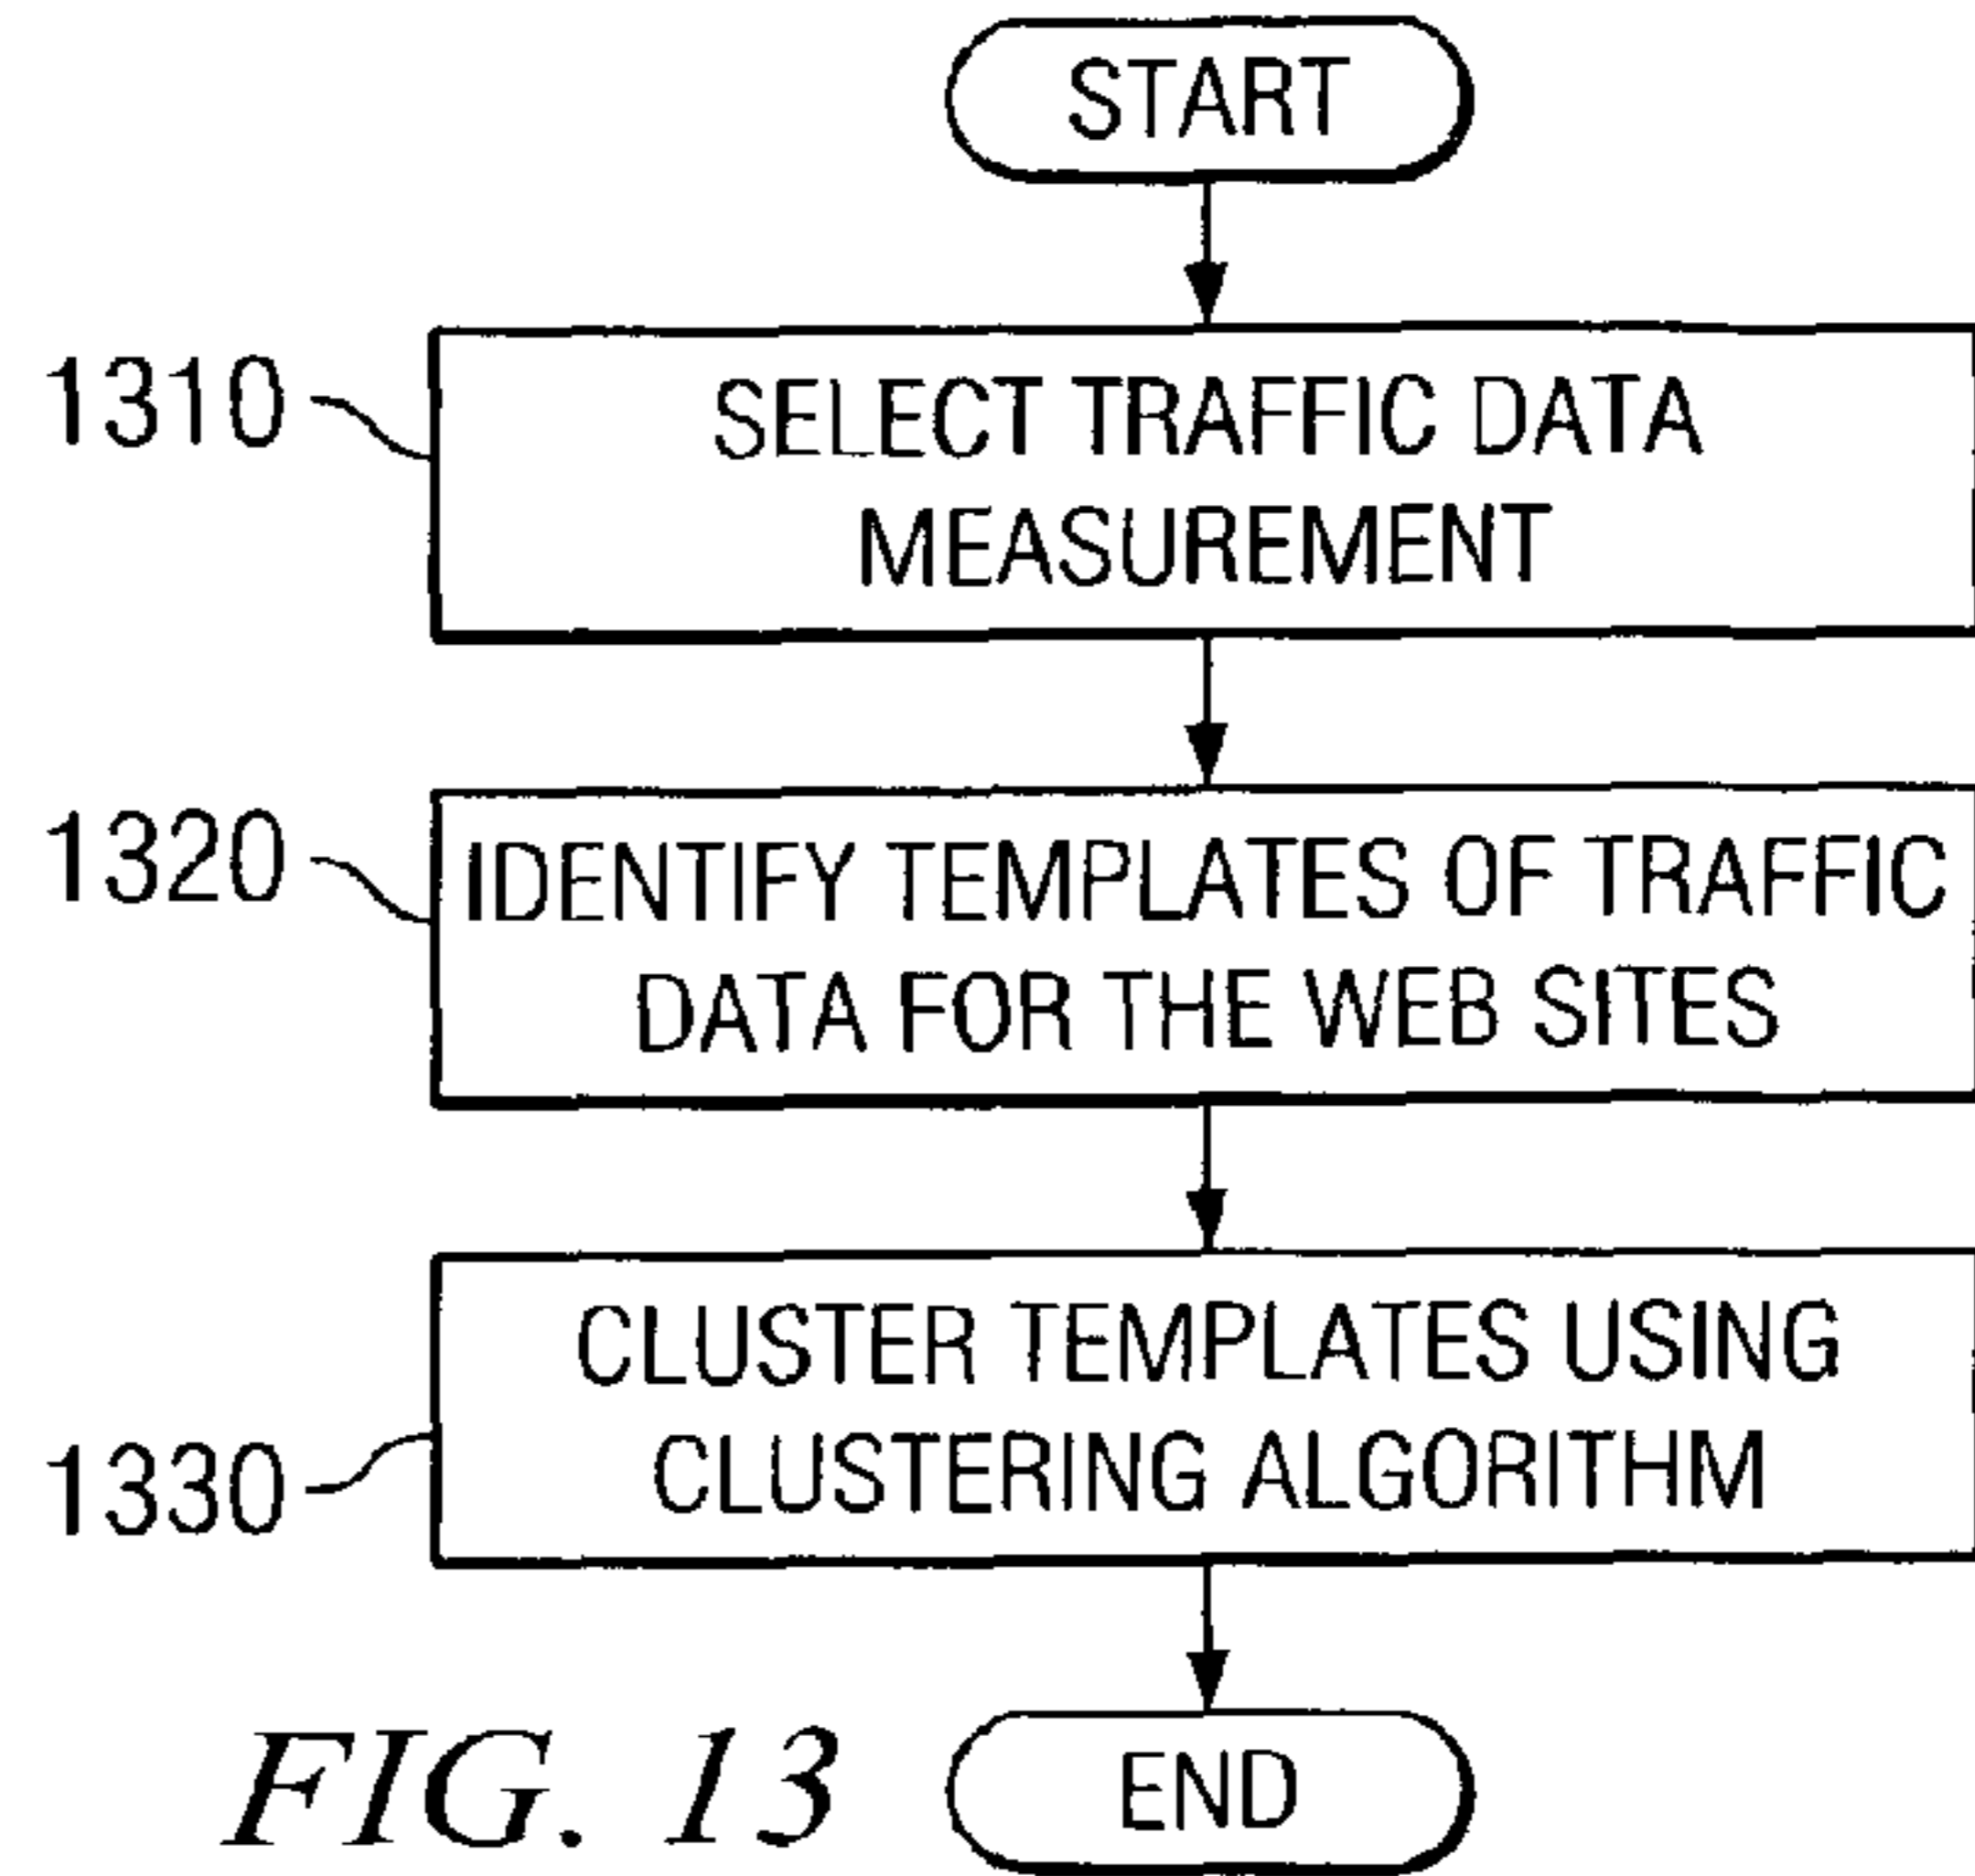 START
1310
SELECT TRAFFIC DATA
MEASUREMENT
1320
IDENTIFY TEMPLATES OF TRAFFIC
DATA FOR THE WEB SITES
CLUSTER TEMPLATES USING
CLUSTERING ALGORITHM
1330
FIG. 13
END